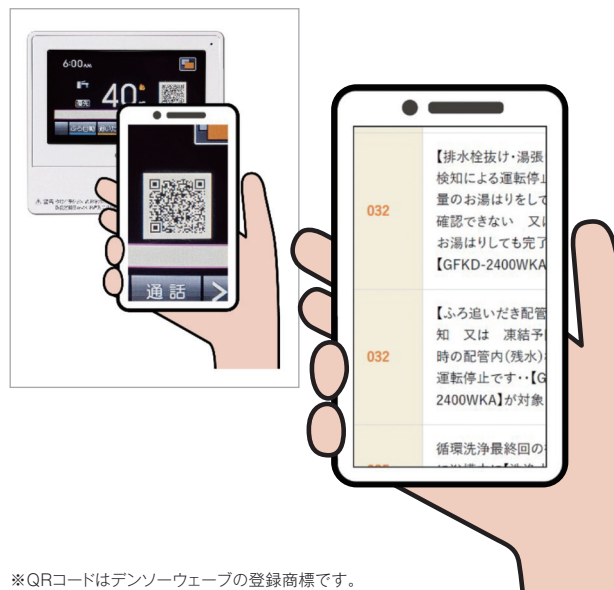 6:00AM
優先
40
ふろ自動
通話
032
【排水栓抜け・湯張
検知による運転停止
量のお湯はりをして
確認できない 又は
お湯はりしても完了
【GFKD-2400WKA
032
【ふろ追いだき配管
知 又は 凍結予
時の配管内(残水)
運転停止です‥【G
2400WKA】が対象
循環洗浄最終回の
※QRコードはデンソーウェーブの登録商標です。